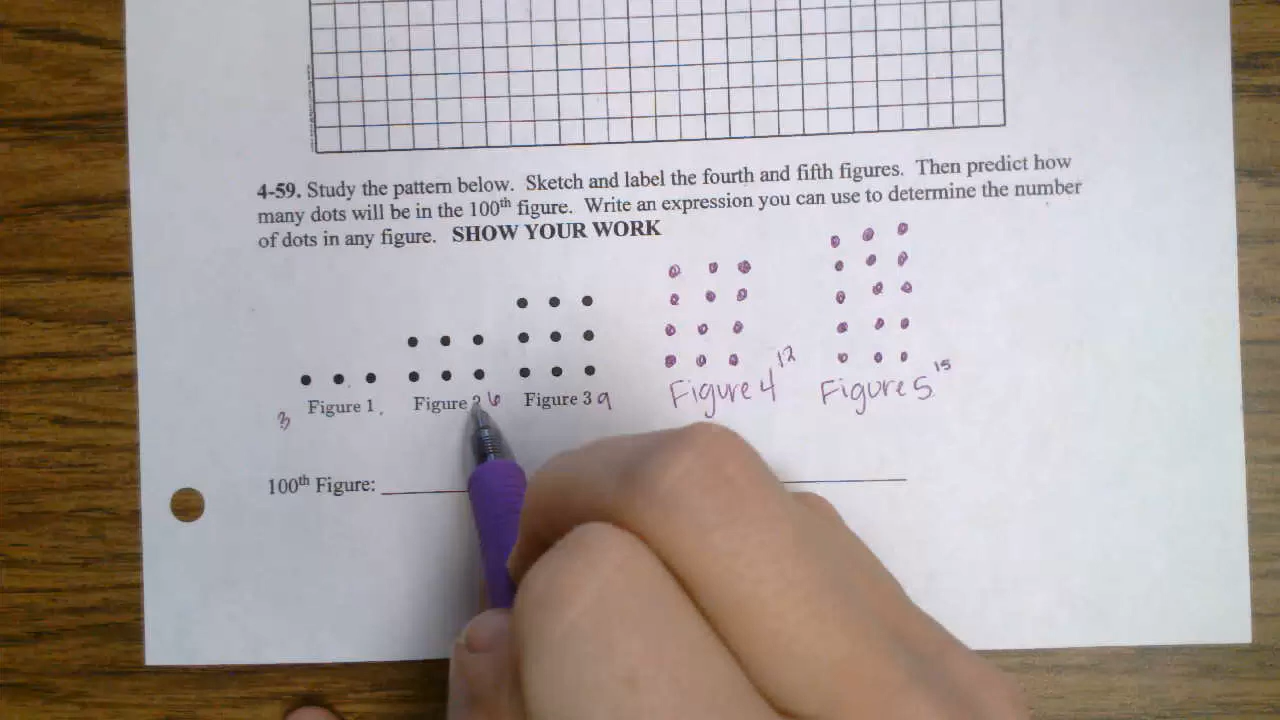 4-59. Study the pattern below. Sketch and label the fourth and fifth figures. Then predict how
many dots will be in the 100th figure. Write an expression you can use to determine the number
of dots in any figure. SHOW YOUR WORK
3 Figure 1 Figure 2 6 Figure 3 9 Figure 4 12 Figure 5 15
100th Figure: